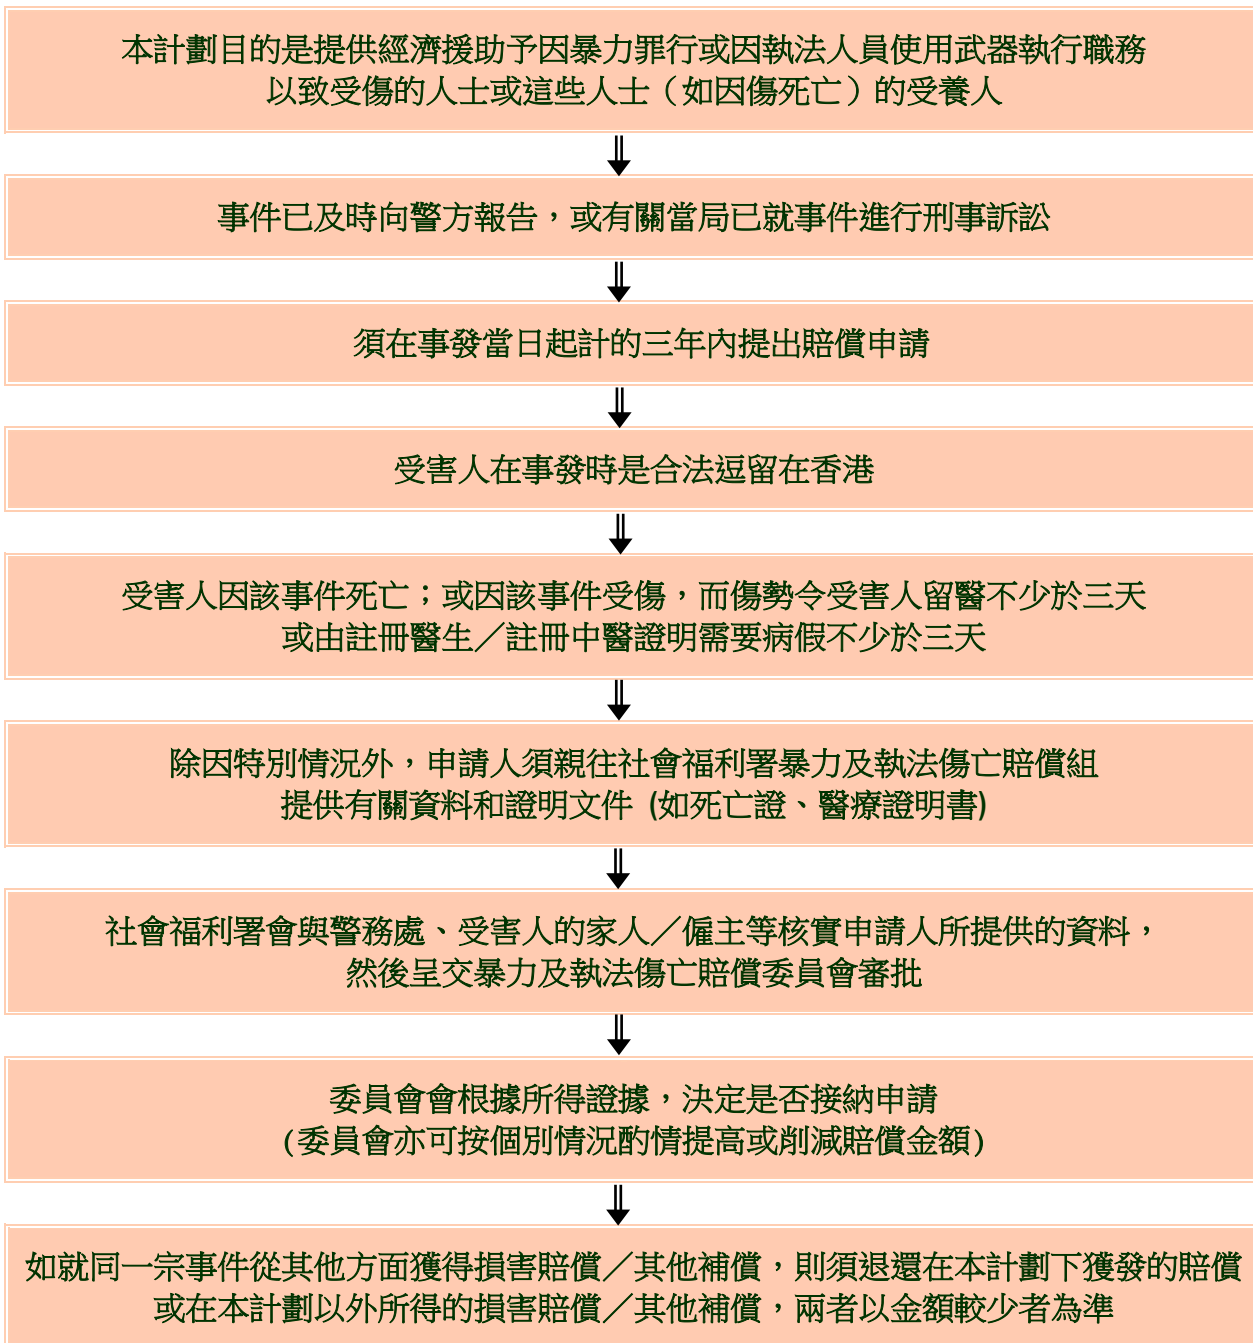 本計劃目的是提供經濟援助予因暴力罪行或因執法人員使用武器執行職務
以致受傷的人士或這些人士（如因傷死亡）的受養人
事件已及時向警方報告，或有關當局已就事件進行刑事訴訟
須在事發當日起計的三年內提出賠償申請
受害人在事發時是合法逗留在香港
受害人因該事件死亡；或因該事件受傷，而傷勢令受害人留醫不少於三天
或由註冊醫生／註冊中醫證明需要病假不少於三天
除因特別情況外，申請人須親往社會福利署暴力及執法傷亡賠償組
提供有關資料和證明文件 (如死亡證、醫療證明書)
社會福利署會與警務處、受害人的家人／僱主等核實申請人所提供的資料，
然後呈交暴力及執法傷亡賠償委員會審批
委員會會根據所得證據，決定是否接納申請
(委員會亦可按個別情況酌情提高或削減賠償金額)
如就同一宗事件從其他方面獲得損害賠償／其他補償，則須退還在本計劃下獲發的賠償
或在本計劃以外所得的損害賠償／其他補償，兩者以金額較少者為準